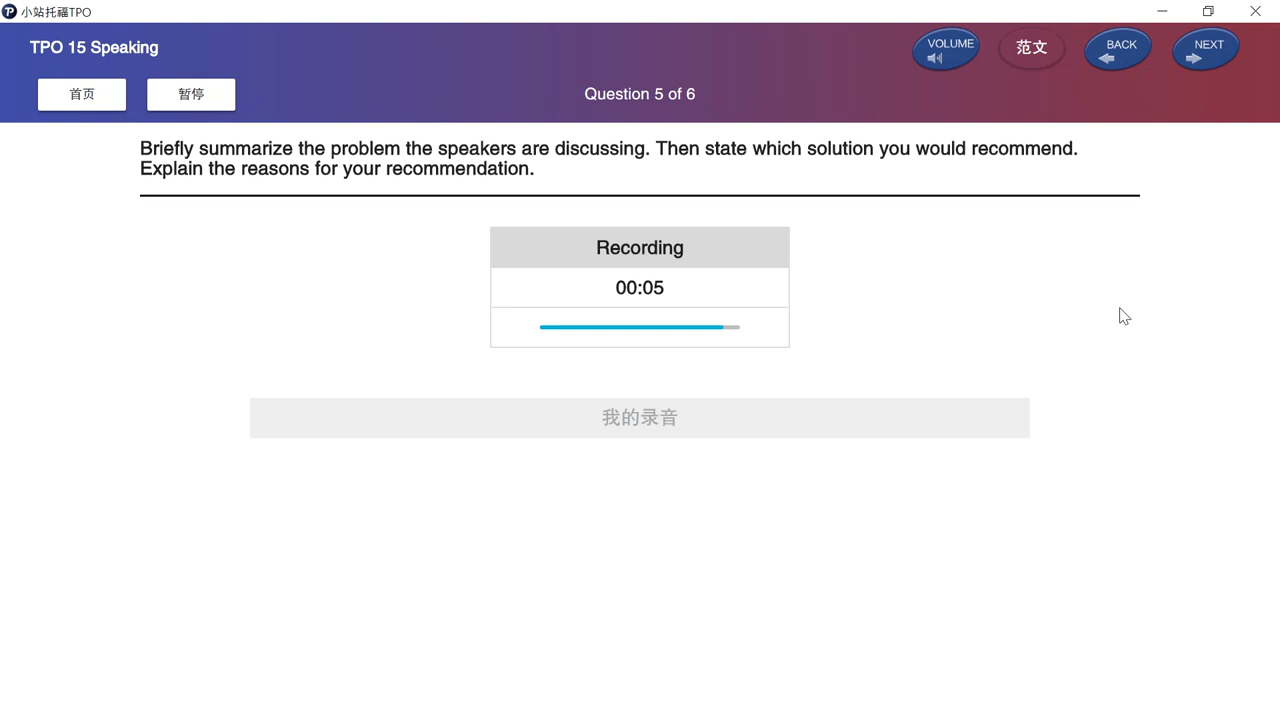 小站托福TPO
TPO 15 Speaking
VOLUME
范文
BACK
NEXT
首页
暂停
Question 5 of 6
Briefly summarize the problem the speakers are discussing. Then state which solution you would recommend.
Explain the reasons for your recommendation.
Recording
00:05
我的录音